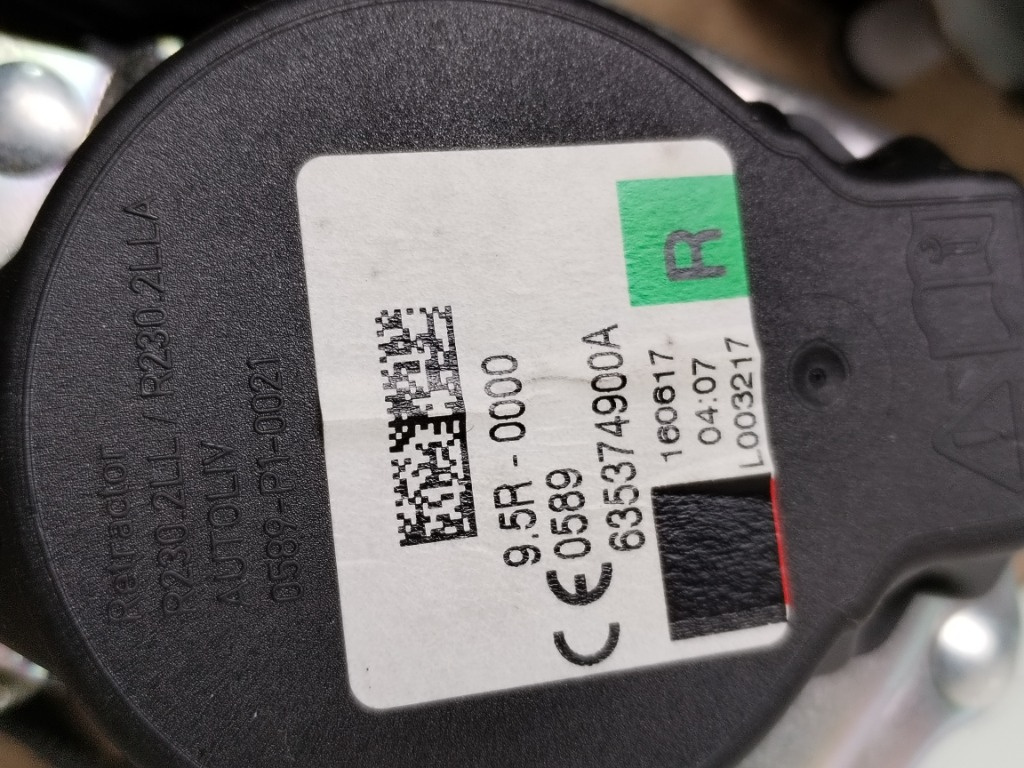 Retractor
R230.2LL / R230.2LLA
AUTOLIV
0589-P1-0021
9.5R - 0000
CE 0589
635374900A
160617
04:07
L003217
R